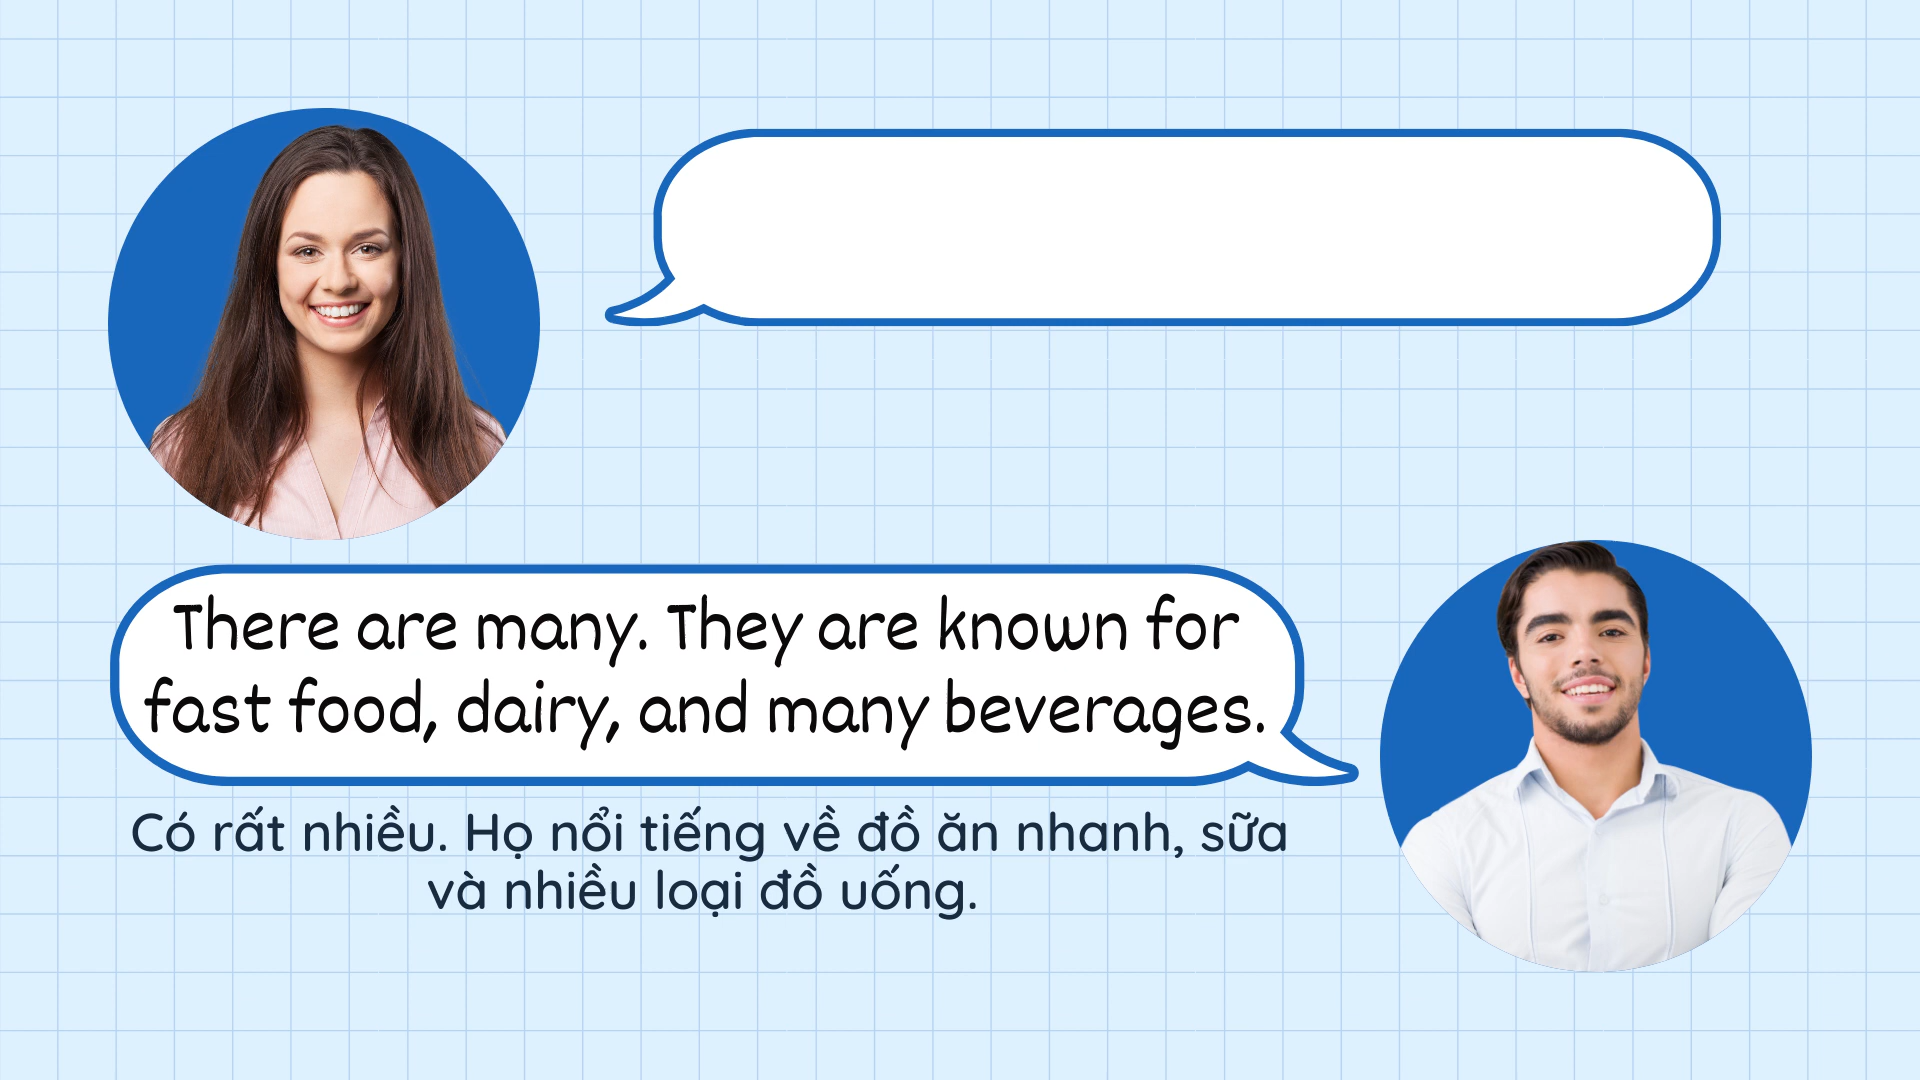 There are many. They are known for
fast food, dairy, and many beverages.
Có rất nhiều. Họ nổi tiếng về đồ ăn nhanh, sữa
và nhiều loại đồ uống.